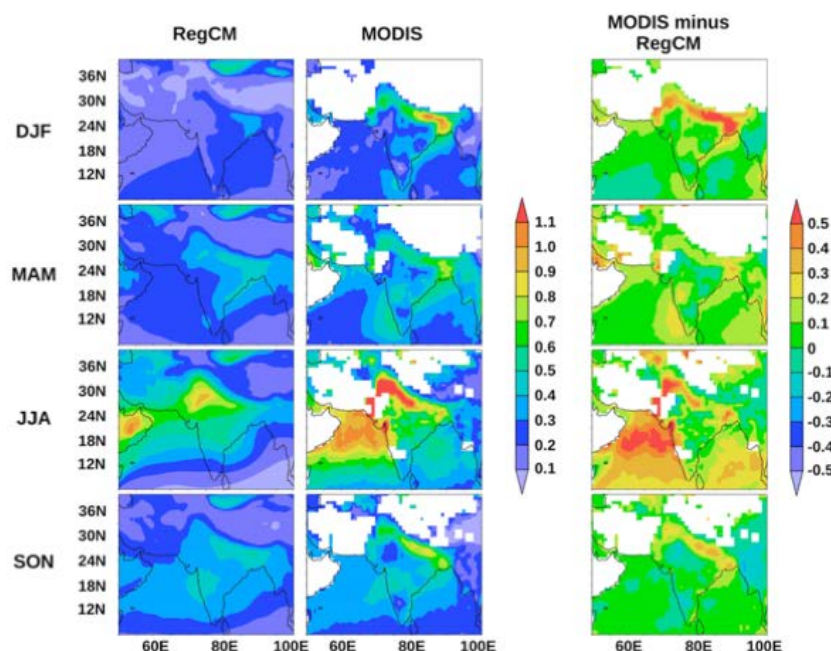 RegCM MODIS MODIS minus
RegCM
DJF
36N
30N
24N
18N
12N
MAM
36N
30N
24N
18N
12N
JJA
36N
30N
24N
18N
12N
SON
36N
30N
24N
18N
12N
1.1
1.0
0.9
0.8
0.7
0.6
0.5
0.4
0.3
0.2
0.1
0.5
0.4
0.3
0.2
0.1
0
-0.1
-0.2
-0.3
-0.4
-0.5
60E 80E 100E 60E 80E 100E 60E 80E 100E